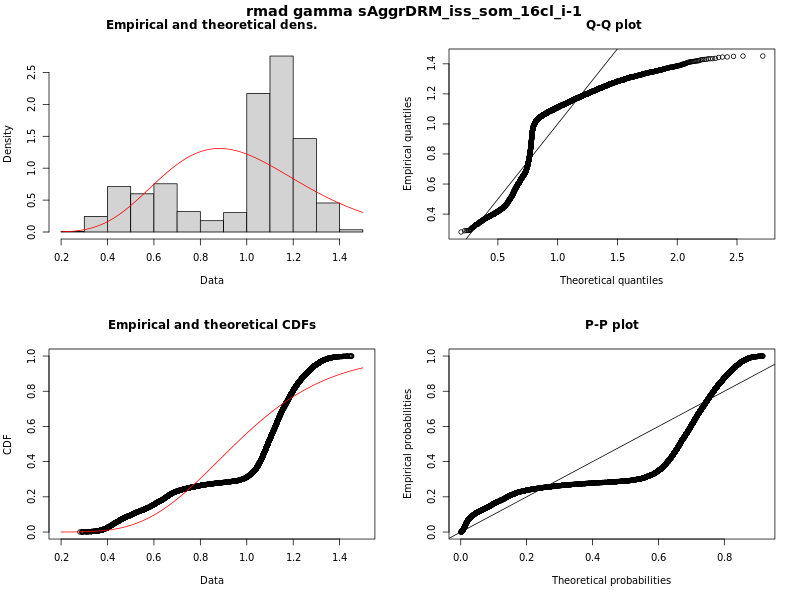 rmad gamma sAggrDRM_iss_som_16cl_i-1
Empirical and theoretical dens.
Density
0.0 0.5 1.0 1.5 2.0 2.5
0.2 0.4 0.6 0.8 1.0 1.2 1.4
Data
Q-Q plot
Empirical quantiles
0.4 0.6 0.8 1.0 1.2 1.4
0.5 1.0 1.5 2.0 2.5
Theoretical quantiles
Empirical and theoretical CDFs
CDF
0.0 0.2 0.4 0.6 0.8 1.0
0.2 0.4 0.6 0.8 1.0 1.2 1.4
Data
P-P plot
Empirical probabilities
0.0 0.2 0.4 0.6 0.8 1.0
0.0 0.2 0.4 0.6 0.8
Theoretical probabilities